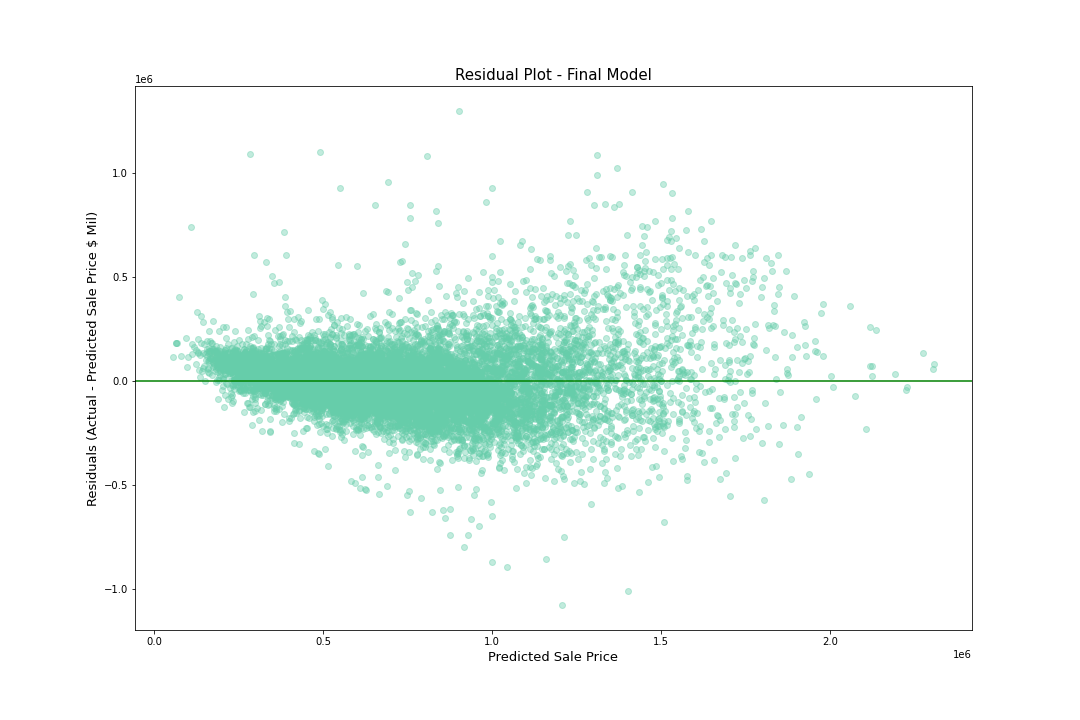 Residual Plot - Final Model
1e6
1.0
0.5
0.0
−0.5
−1.0
Residuals (Actual - Predicted Sale Price $ Mil)
0.0 0.5 1.0 1.5 2.0
1e6
Predicted Sale Price